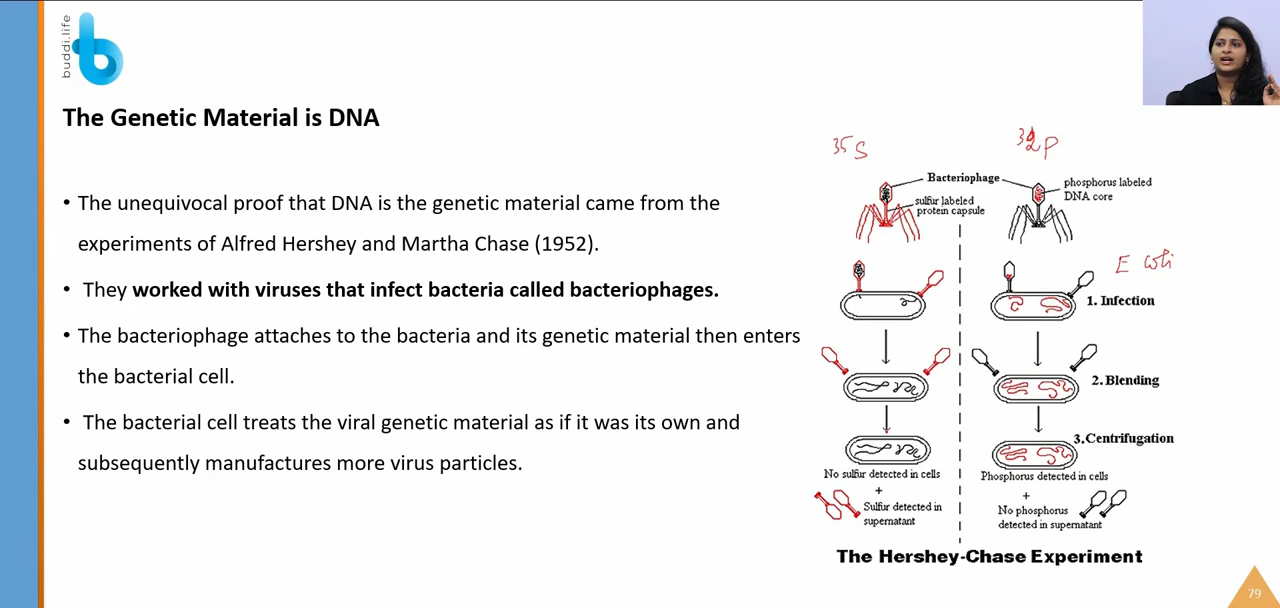 buddi.life
The Genetic Material is DNA
• The unequivocal proof that DNA is the genetic material came from the
experiments of Alfred Hershey and Martha Chase (1952).
• They worked with viruses that infect bacteria called bacteriophages.
• The bacteriophage attaches to the bacteria and its genetic material then enters
the bacterial cell.
• The bacterial cell treats the viral genetic material as if it was its own and
subsequently manufactures more virus particles.
35 S
32 P
Bacteriophage
sulfur labeled
protein capsule
phosphorus labeled
DNA core
E coli
1. Infection
2. Blending
3. Centrifugation
No sulfur detected in cells
+
Sulfur detected in
supernatant
Phosphorus detected in cells
+
No phosphorus
detected in supernatant
The Hershey-Chase Experiment
79